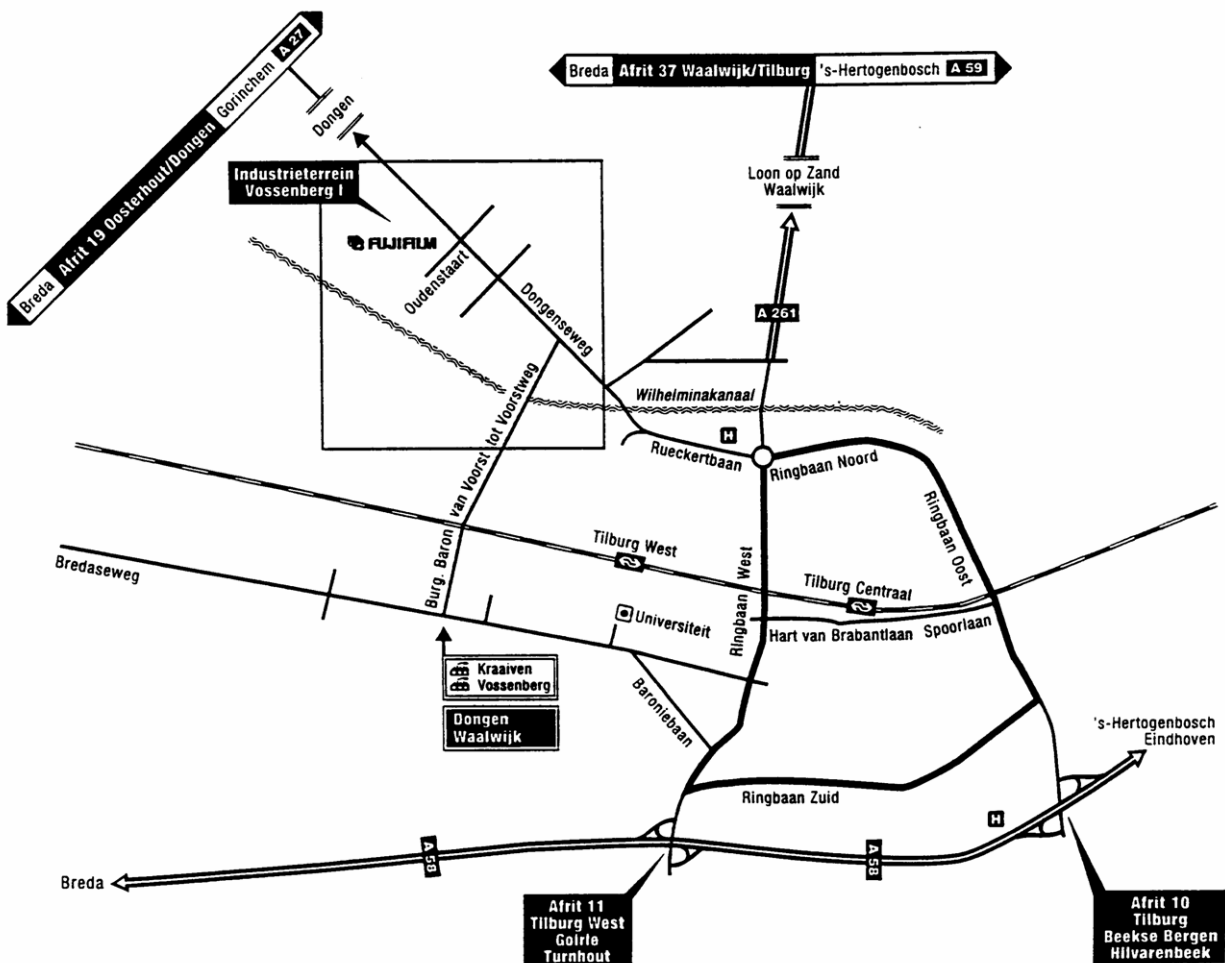 Breda Afrit 19 Oosterhout/Dongen Gorinchem A 27
Breda Afrit 37 Waalwijk/Tilburg 's-Hertogenbosch A 59
Dongen
Industrieterrein
Vossenberg I
FUJIFILM
Oudenstaart
Dongenseweg
Loon op Zand
Waalwijk
A 261
Wilhelminakanaal
H
Rueckertbaan
Ringbaan Noord
Ringbaan Oost
Burg. Baron van Voorst tot Voorstweg
Bredaseweg
Tilburg West
Ringbaan West
Tilburg Centraal
Universiteit
Hart van Brabantlaan
Spoorlaan
Kraaiven
Vossenberg
Dongen
Waalwijk
Baroniebaan
's-Hertogenbosch
Eindhoven
Ringbaan Zuid
H
A 58
A 58
Breda
Afrit 11
Tilburg West
Goirle
Turnhout
Afrit 10
Tilburg
Beekse Bergen
Hilvarenbeek